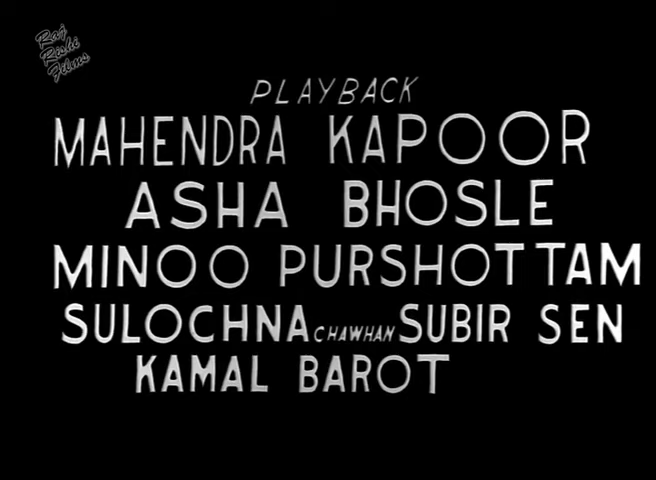 Raj
Rishi
Films
PLAYBACK
MAHENDRA KAPOOR
ASHA BHOSLE
MINOO PURSHOTTAM
SULOCHNA CHAWHAN SUBIR SEN
KAMAL BAROT